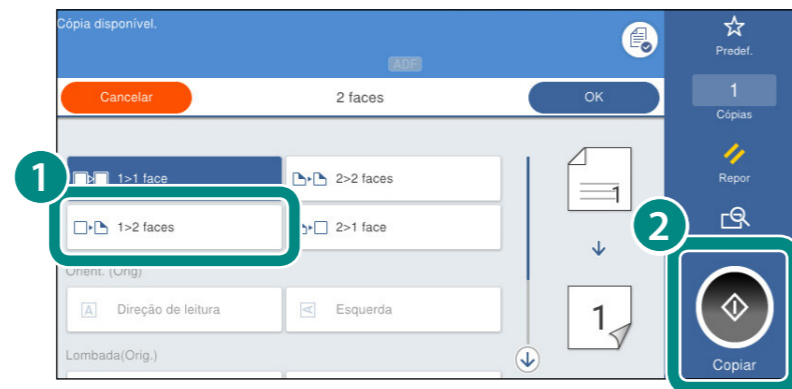 Cópia disponível.
ADF
Cancelar
2 faces
OK
1>1 face
2>2 faces
1>2 faces
2>1 face
Orient. (Orig)
A Direção de leitura
A Esquerda
Lombada(Orig.)
1
1
Predef.
1
Cópias
Repor
Copiar
1
2